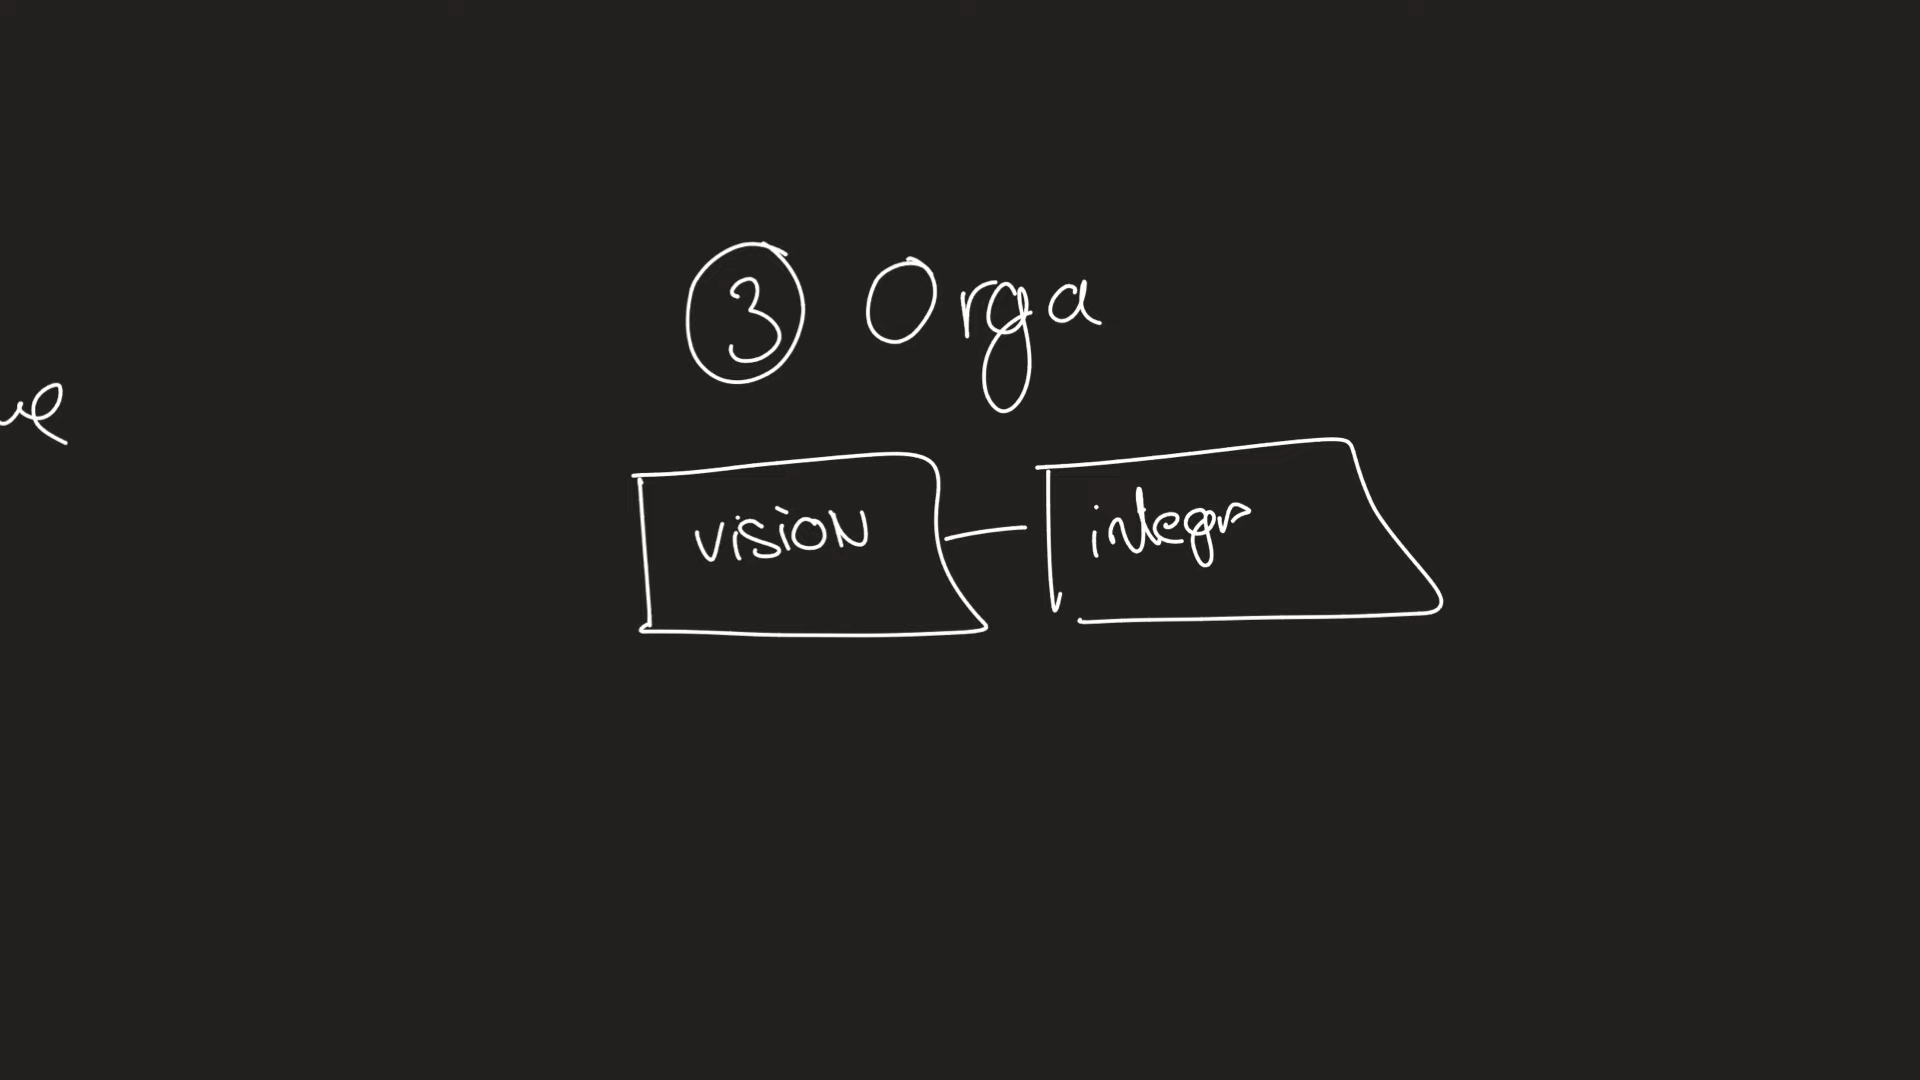 ③ Orga
vision
integr